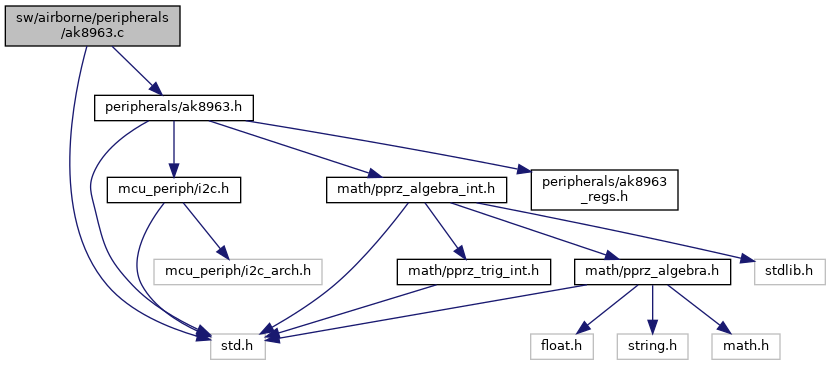 sw/airborne/peripherals
/ak8963.c
peripherals/ak8963.h
mcu_periph/i2c.h
math/pprz_algebra_int.h
peripherals/ak8963
_regs.h
mcu_periph/i2c_arch.h
math/pprz_trig_int.h
math/pprz_algebra.h
stdlib.h
std.h
float.h
string.h
math.h